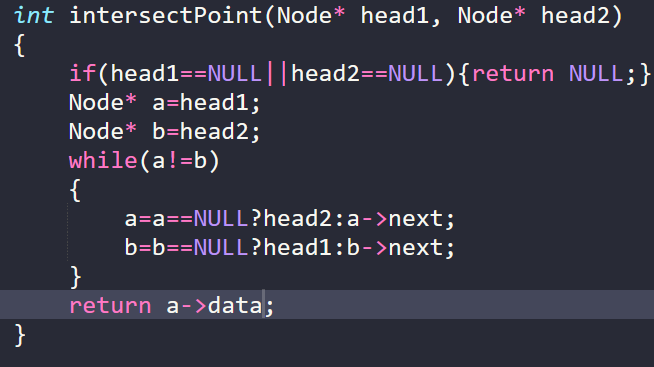 int intersectPoint(Node* head1, Node* head2)
{
    if(head1==NULL||head2==NULL){return NULL;}
    Node* a=head1;
    Node* b=head2;
    while(a!=b)
    {
        a=a==NULL?head2:a->next;
        b=b==NULL?head1:b->next;
    }
    return a->data;
}